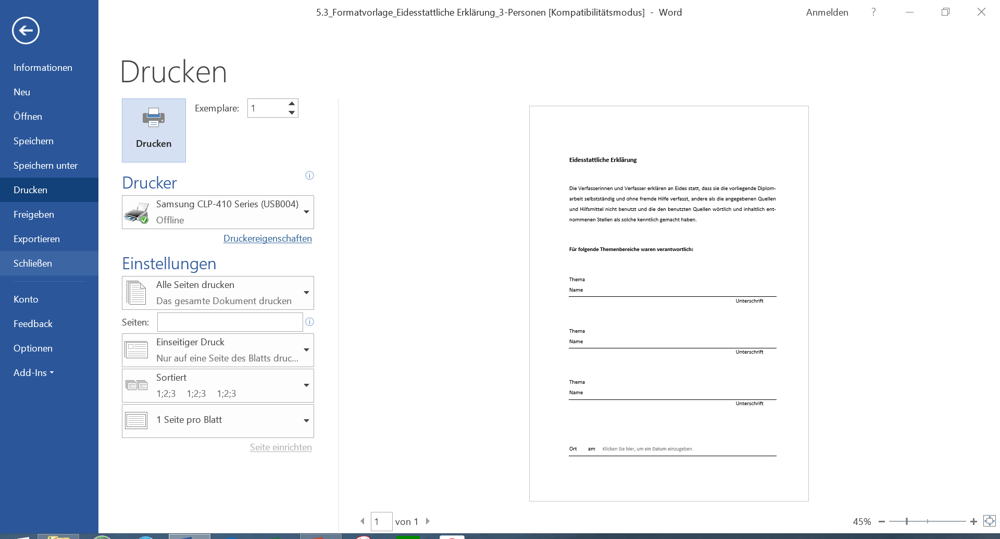 5.3_Formatvorlage_Eidesstattliche Erklärung_3-Personen [Kompatibilitätsmodus] - Word
Anmelden
?
Informationen
Neu
Öffnen
Speichern
Speichern unter
Drucken
Freigeben
Exportieren
Schließen
Konto
Feedback
Optionen
Add-Ins
Drucken
Drucken
Exemplare: 1
Drucker
Samsung CLP-410 Series (USB004)
Offline
Druckereigenschaften
Einstellungen
Alle Seiten drucken
Das gesamte Dokument drucken
Seiten:
Einseitiger Druck
Nur auf eine Seite des Blatts druc...
Sortiert
1;2;3 1;2;3 1;2;3
1 Seite pro Blatt
Seite einrichten
Eidesstattliche Erklärung
Die Verfasserinnen und Verfasser erklären an Eides statt, dass sie die vorliegende Diplom-
arbeit selbstständig und ohne fremde Hilfe verfasst, andere als die angegebenen Quellen
und Hilfsmittel nicht benutzt und die den benutzten Quellen wörtlich und inhaltlich ent-
nommenen Stellen als solche kenntlich gemacht haben.
Für folgende Themenbereiche waren verantwortlich:
Thema
Name
Unterschrift
Thema
Name
Unterschrift
Thema
Name
Unterschrift
Ort am Klicken Sie hier, um ein Datum einzugeben.
1 von 1
45%